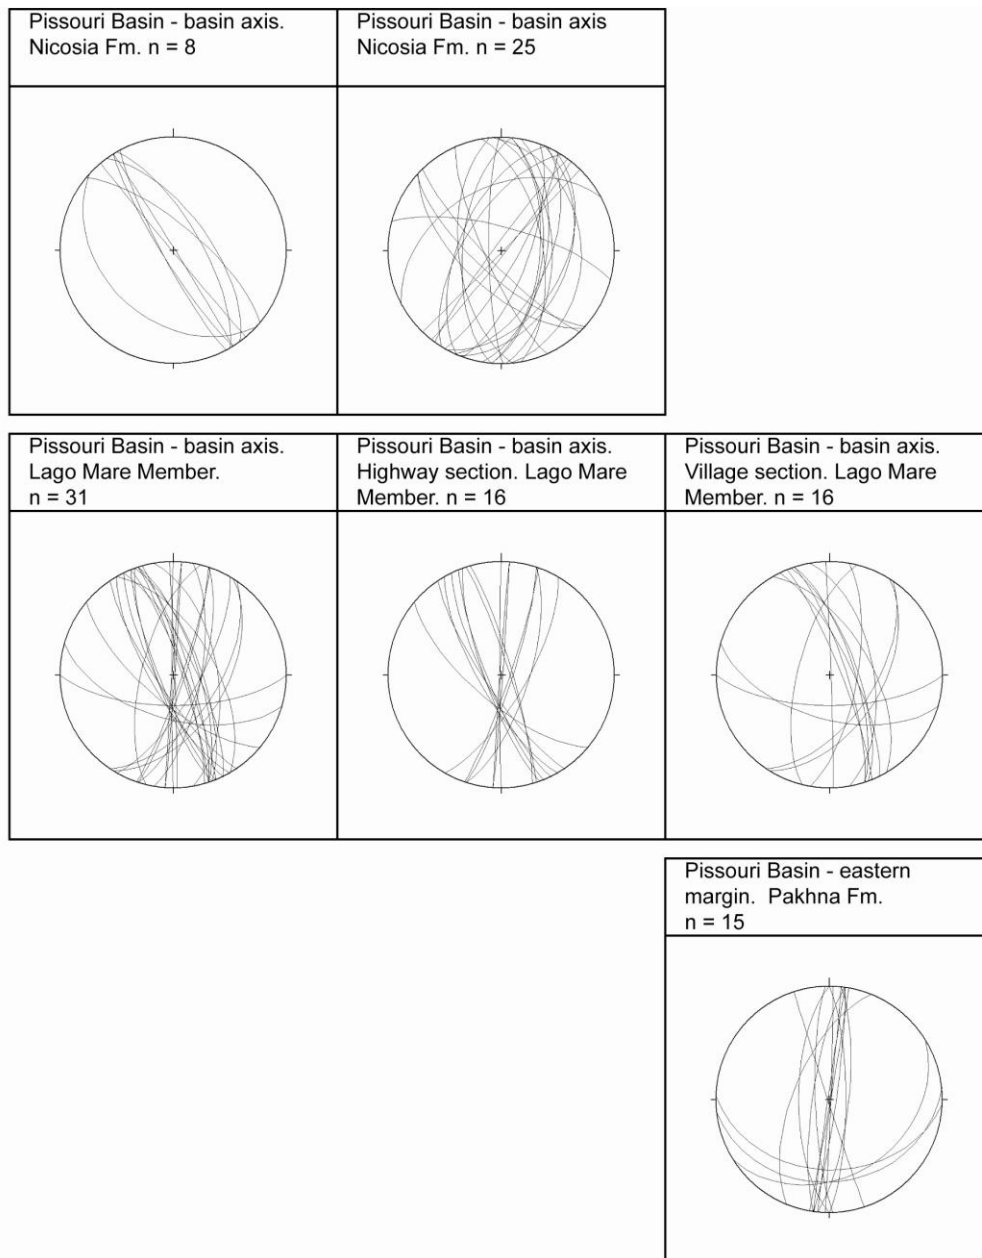 Pissouri Basin - basin axis.
Nicosia Fm. n = 8
Pissouri Basin - basin axis
Nicosia Fm. n = 25
Pissouri Basin - basin axis.
Lago Mare Member.
n = 31
Pissouri Basin - basin axis.
Highway section. Lago Mare
Member. n = 16
Pissouri Basin - basin axis.
Village section. Lago Mare
Member. n = 16
Pissouri Basin - eastern
margin.  Pakhna Fm.
n = 15